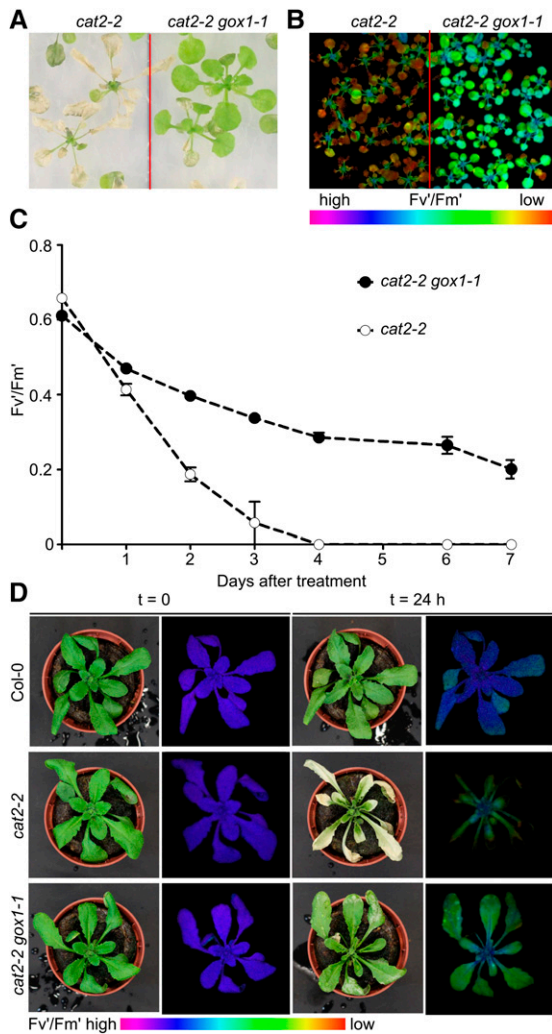 A
cat2-2 cat2-2 gox1-1
B
cat2-2 cat2-2 gox1-1
high Fv'/Fm' low
C
0.8
0.6
0.4
0.2
0
Fv'/Fm'
cat2-2 gox1-1
cat2-2
1 2 3 4 5 6 7
Days after treatment
D
t = 0 t = 24 h
Col-0
cat2-2
cat2-2 gox1-1
Fv'/Fm' high low